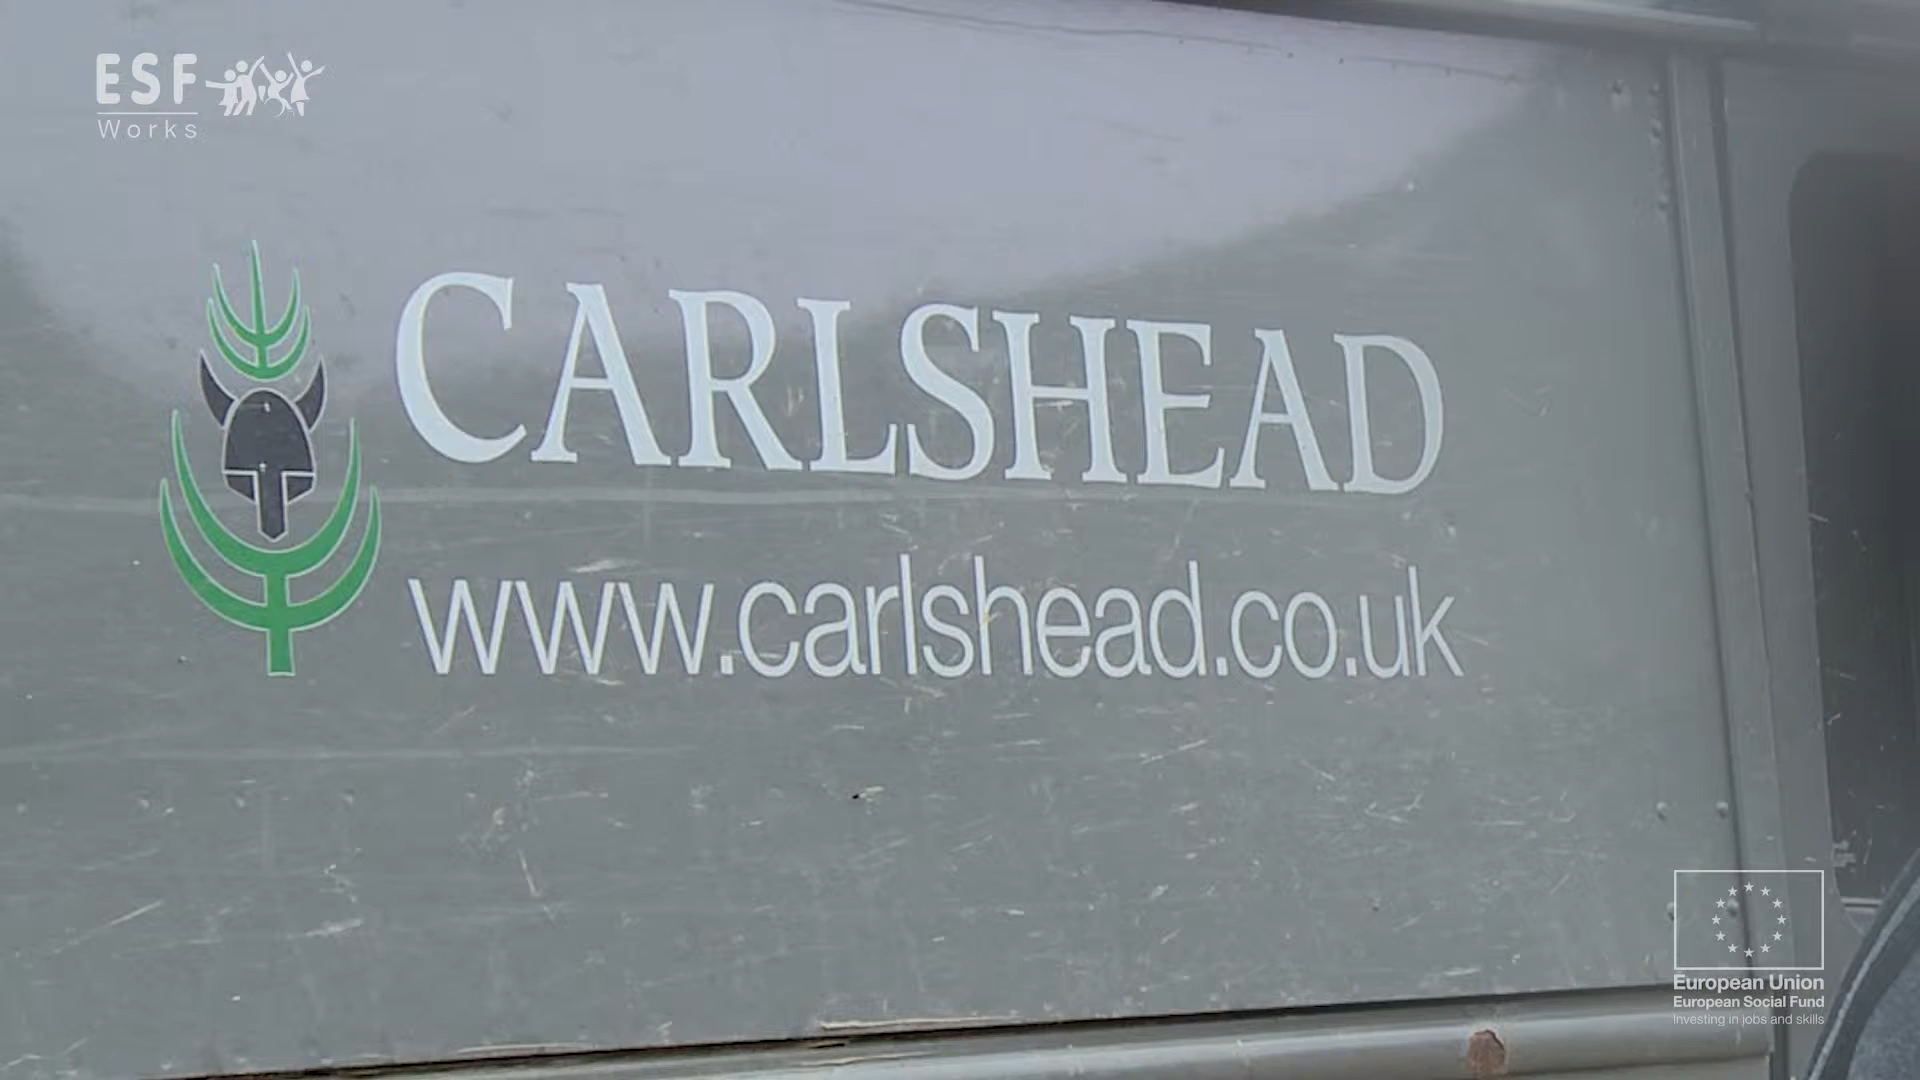 ESF
Works
CARLSHEAD
www.carlshead.co.uk
European Union
European Social Fund
Investing in jobs and skills